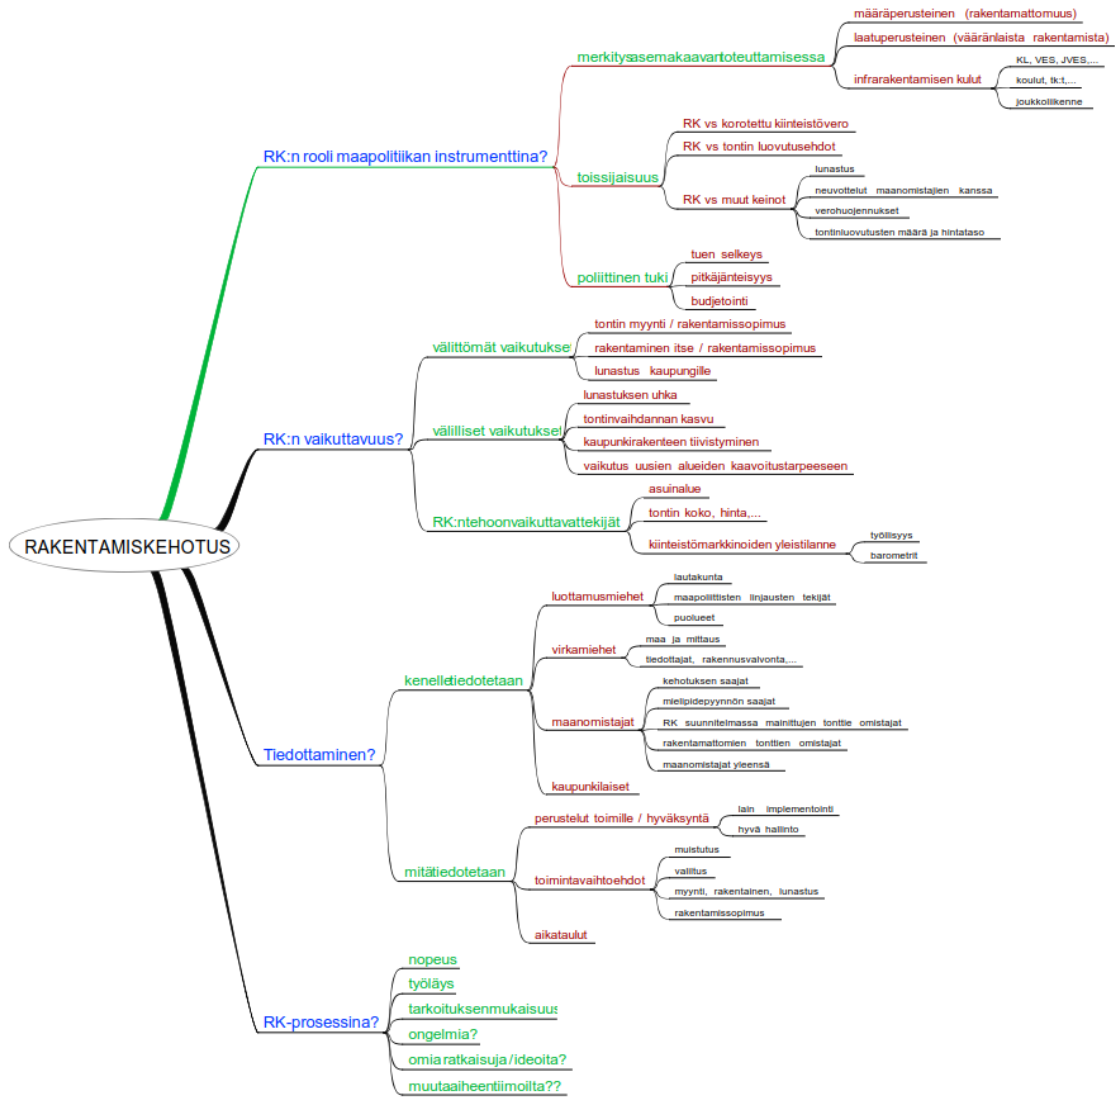 RAKENTAMISKEHOTUS
RK:n rooli maapolitiikan instrumenttina?
merkitys asemakaavan toteuttamisessa
määräperusteinen (rakentamattomuus)
laatuperusteinen (vääränlaista rakentamista)
infrarakentamisen kulut
KL, VES, JVES,...
koulut, tk:t,...
joukkoliikenne
toissijaisuus
RK vs korotettu kiinteistövero
RK vs tontin luovutusehdot
RK vs muut keinot
lunastus
neuvottelut maanomistajien kanssa
verohuojennukset
tontinluovutusten määrä ja hintataso
poliittinen tuki
tuen selkeys
pitkäjänteisyys
budjetointi
RK:n vaikuttavuus?
välittömät vaikutukset
tontin myynti / rakentamissopimus
rakentaminen itse / rakentamissopimus
lunastus kaupungille
välilliset vaikutukset
lunastuksen uhka
tontinvaihdannan kasvu
kaupunkirakenteen tiivistyminen
vaikutus uusien alueiden kaavoitustarpeeseen
RK:n tehoon vaikuttavat tekijät
asuinalue
tontin koko, hinta,...
kiinteistömarkkinoiden yleistilanne
työllisyys
barometrit
Tiedottaminen?
kenelle tiedotetaan
luottamusmiehet
lautakunta
maapoliittisten linjausten tekijät
puolueet
virkamiehet
maa ja mittaus
tiedottajat, rakennusvalvonta,...
maanomistajat
kehotuksen saajat
mielipidepyynnön saajat
RK suunnitelmassa mainittujen tonttie omistajat
rakentamattomien tonttien omistajat
maanomistajat yleensä
kaupunkilaiset
mitä tiedotetaan
perustelut toimille / hyväksyntä
lain implementointi
hyvä hallinto
toimintavaihtoehdot
muistutus
valitus
myynti, rakentainen, lunastus
rakentamissopimus
aikataulut
RK-prosessina?
nopeus
työläys
tarkoituksenmukaisuus
ongelmia?
omia ratkaisuja / ideoita?
muuta aiheen tiimoilta??